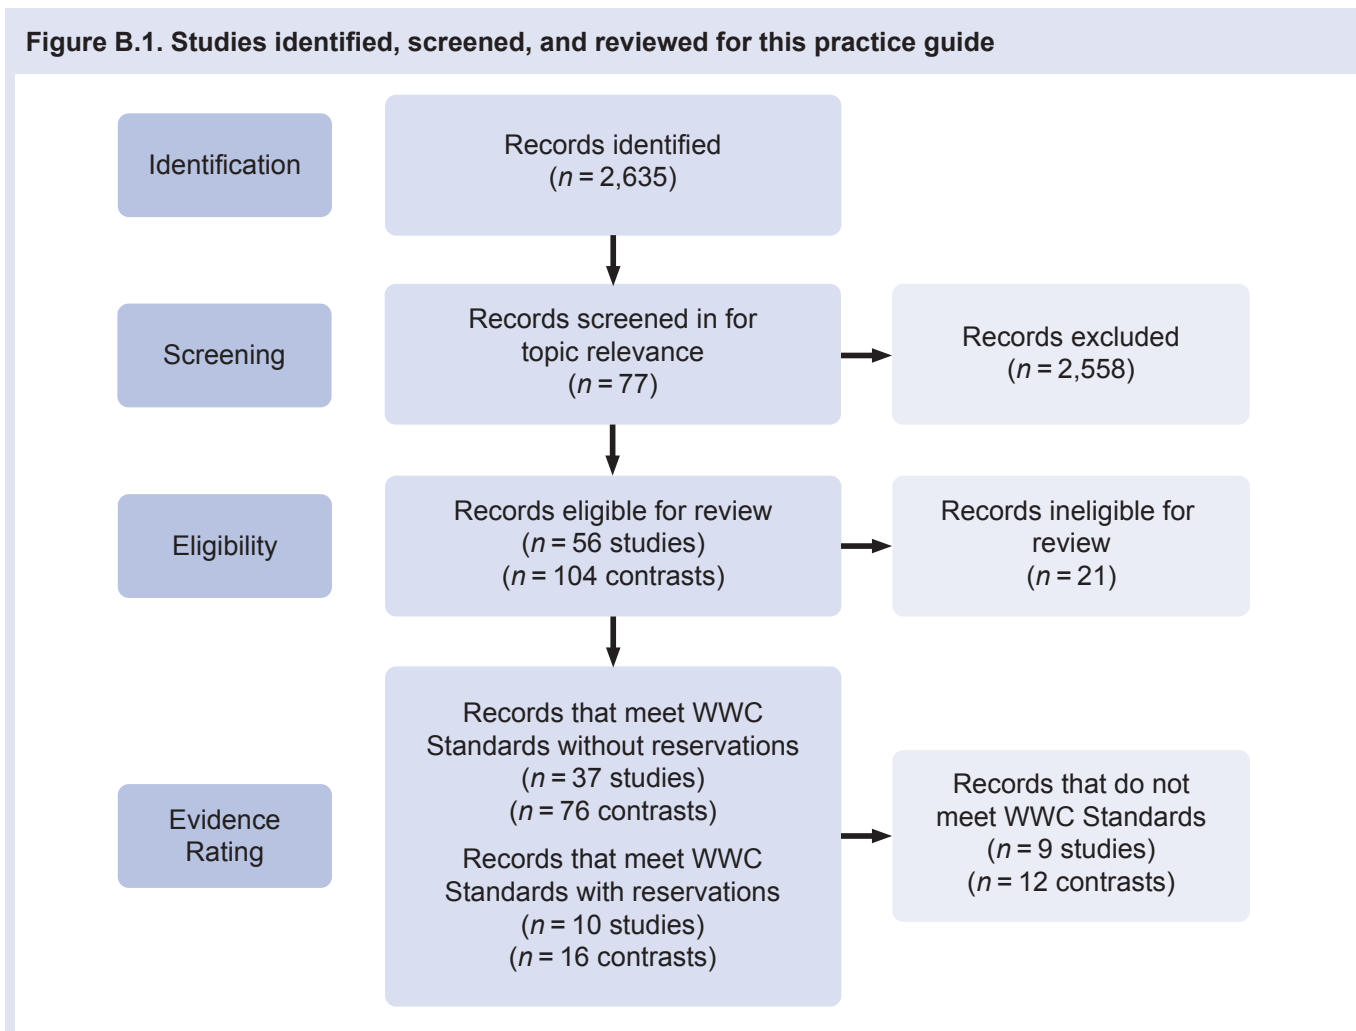 Figure B.1. Studies identified, screened, and reviewed for this practice guide
Identification
Records identified
(n = 2,635)
Screening
Records screened in for
topic relevance
(n = 77)
Records excluded
(n = 2,558)
Eligibility
Records eligible for review
(n = 56 studies)
(n = 104 contrasts)
Records ineligible for
review
(n = 21)
Evidence
Rating
Records that meet WWC
Standards without reservations
(n = 37 studies)
(n = 76 contrasts)
Records that meet WWC
Standards with reservations
(n = 10 studies)
(n = 16 contrasts)
Records that do not
meet WWC Standards
(n = 9 studies)
(n = 12 contrasts)